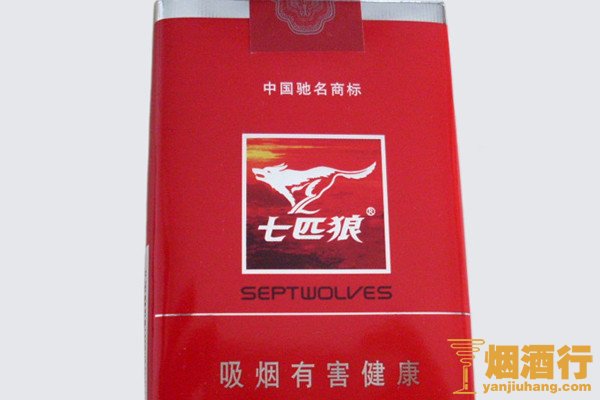 中国驰名商标
七匹狼®
SEPTWOLVES
吸烟有害健康
烟酒行
yanjiuhang.com